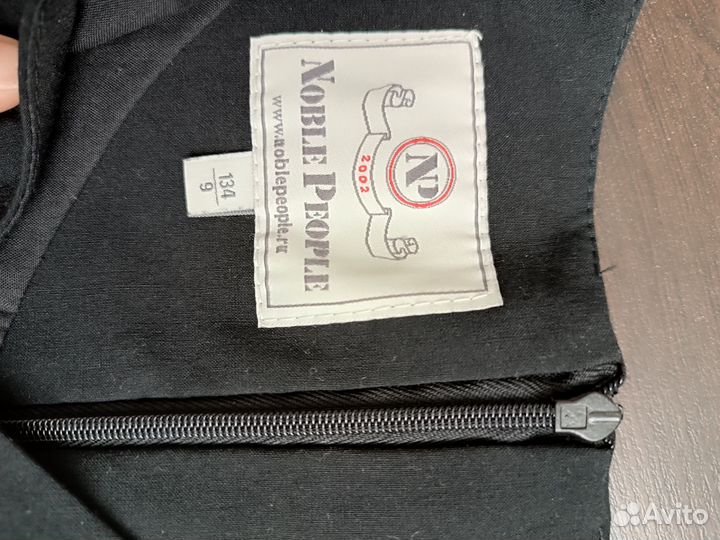 NP
2002
NOBLE PEOPLE
www.noblepeople.ru
134
9
Avito